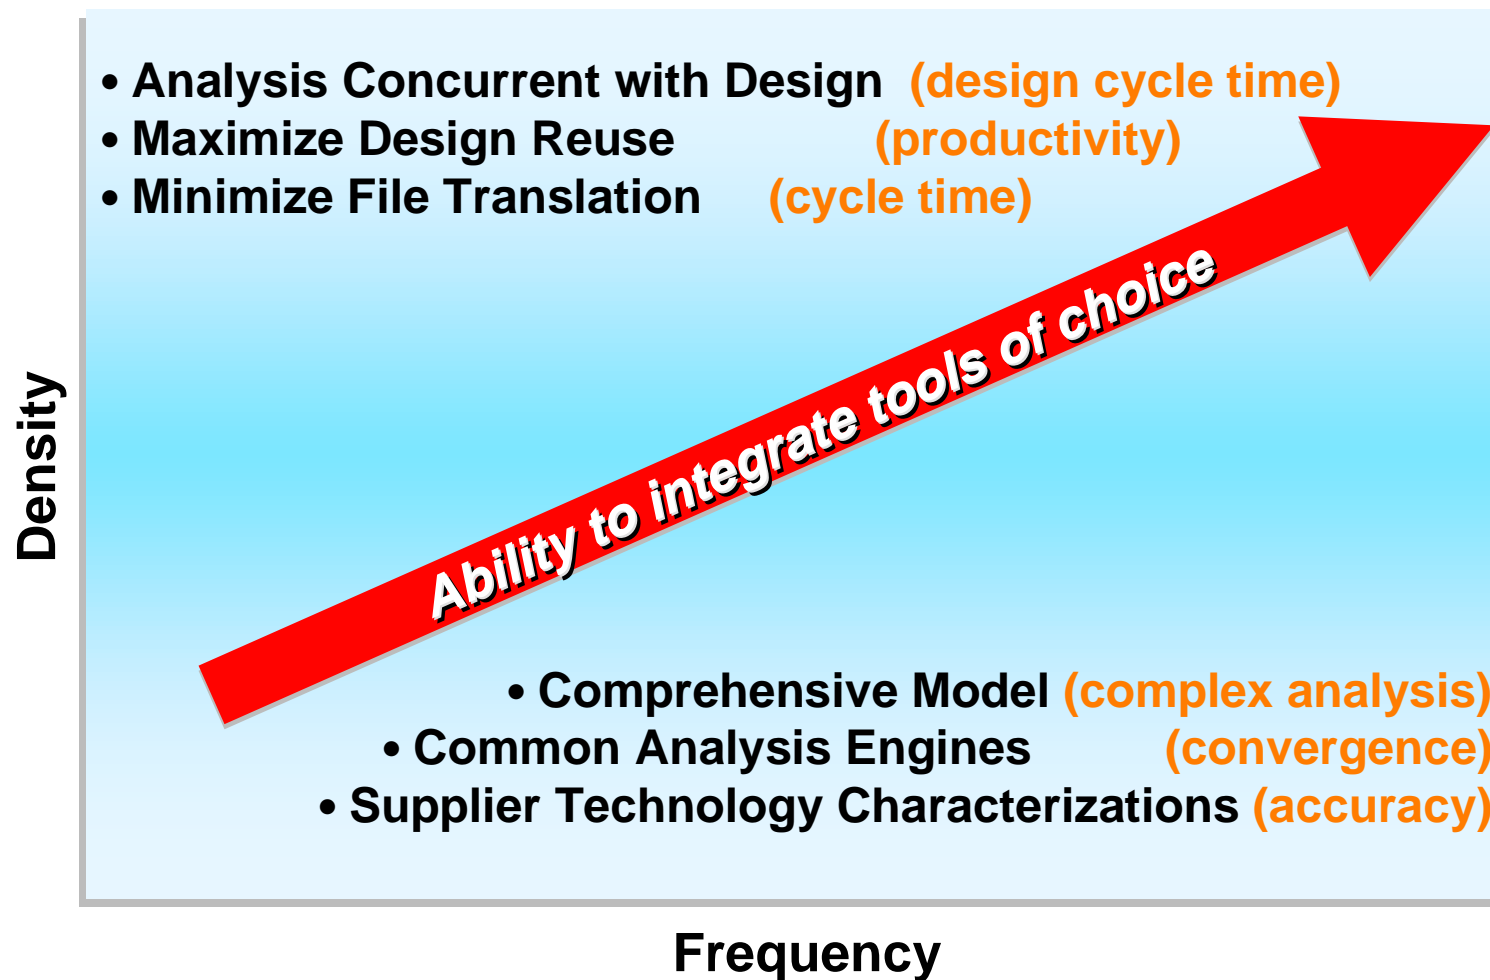 • Analysis Concurrent with Design (design cycle time)
• Maximize Design Reuse (productivity)
• Minimize File Translation (cycle time)
Ability to integrate tools of choice
Density
• Comprehensive Model (complex analysis)
• Common Analysis Engines (convergence)
• Supplier Technology Characterizations (accuracy)
Frequency